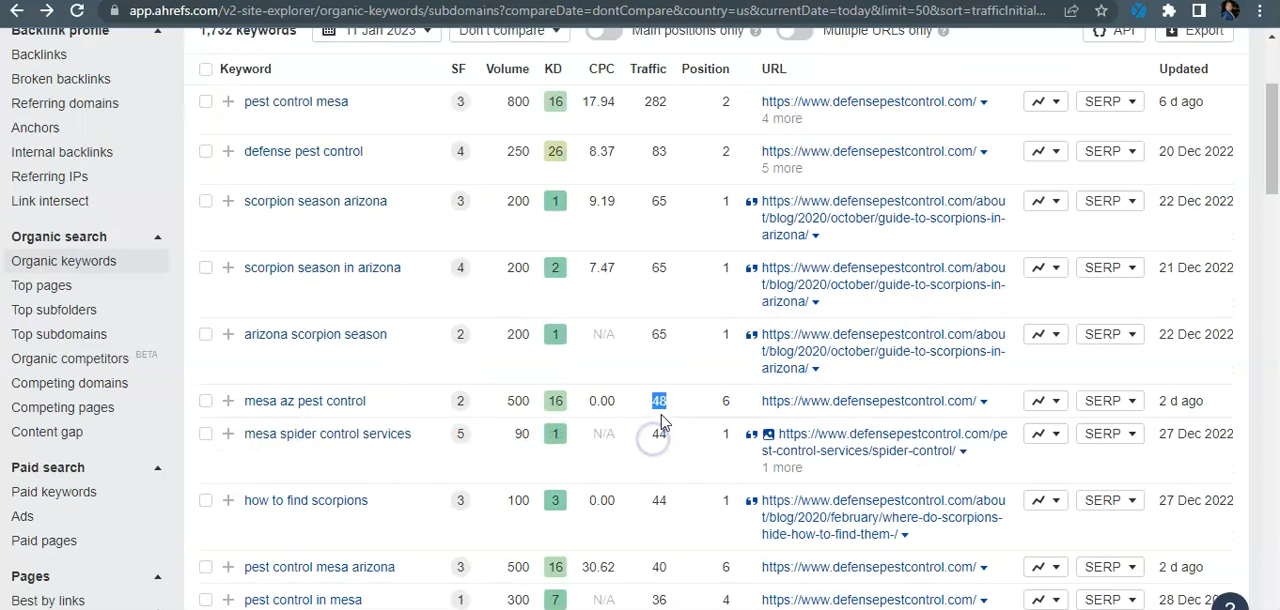 app.ahrefs.com/v2-site-explorer/organic-keywords/subdomains?compareDate=dontCompare&country=us&currentDate=today&limit=50&sort=trafficInitial...
Backlink profile
1,732 keywords
11 Jan 2023
Don't compare
Main positions only
Multiple URLs only
API
Export
Backlinks
Broken backlinks
Referring domains
Anchors
Internal backlinks
Referring IPs
Link intersect
Organic search
Organic keywords
Top pages
Top subfolders
Top subdomains
Organic competitors BETA
Competing domains
Competing pages
Content gap
Paid search
Paid keywords
Ads
Paid pages
Pages
Best by links
Keyword SF Volume KD CPC Traffic Position URL Updated
pest control mesa 3 800 16 17.94 282 2 https://www.defensepestcontrol.com/ SERP 6 d ago
4 more
defense pest control 4 250 26 8.37 83 2 https://www.defensepestcontrol.com/ SERP 20 Dec 2022
5 more
scorpion season arizona 3 200 1 9.19 65 1 https://www.defensepestcontrol.com/abou SERP 22 Dec 2022
t/blog/2020/october/guide-to-scorpions-in-
arizona/
scorpion season in arizona 4 200 2 7.47 65 1 https://www.defensepestcontrol.com/abou SERP 21 Dec 2022
t/blog/2020/october/guide-to-scorpions-in-
arizona/
arizona scorpion season 2 200 1 N/A 65 1 https://www.defensepestcontrol.com/abou SERP 22 Dec 2022
t/blog/2020/october/guide-to-scorpions-in-
arizona/
mesa az pest control 2 500 16 0.00 48 6 https://www.defensepestcontrol.com/ SERP 2 d ago
mesa spider control services 5 90 1 N/A 44 1 https://www.defensepestcontrol.com/pe SERP 27 Dec 2022
st-control-services/spider-control/
1 more
how to find scorpions 3 100 3 0.00 44 1 https://www.defensepestcontrol.com/abou SERP 27 Dec 2022
t/blog/2020/february/where-do-scorpions-
hide-how-to-find-them-/
pest control mesa arizona 3 500 16 30.62 40 6 https://www.defensepestcontrol.com/ SERP 2 d ago
pest control in mesa 1 300 7 N/A 36 4 https://www.defensepestcontrol.com/ SERP 28 Dec
?